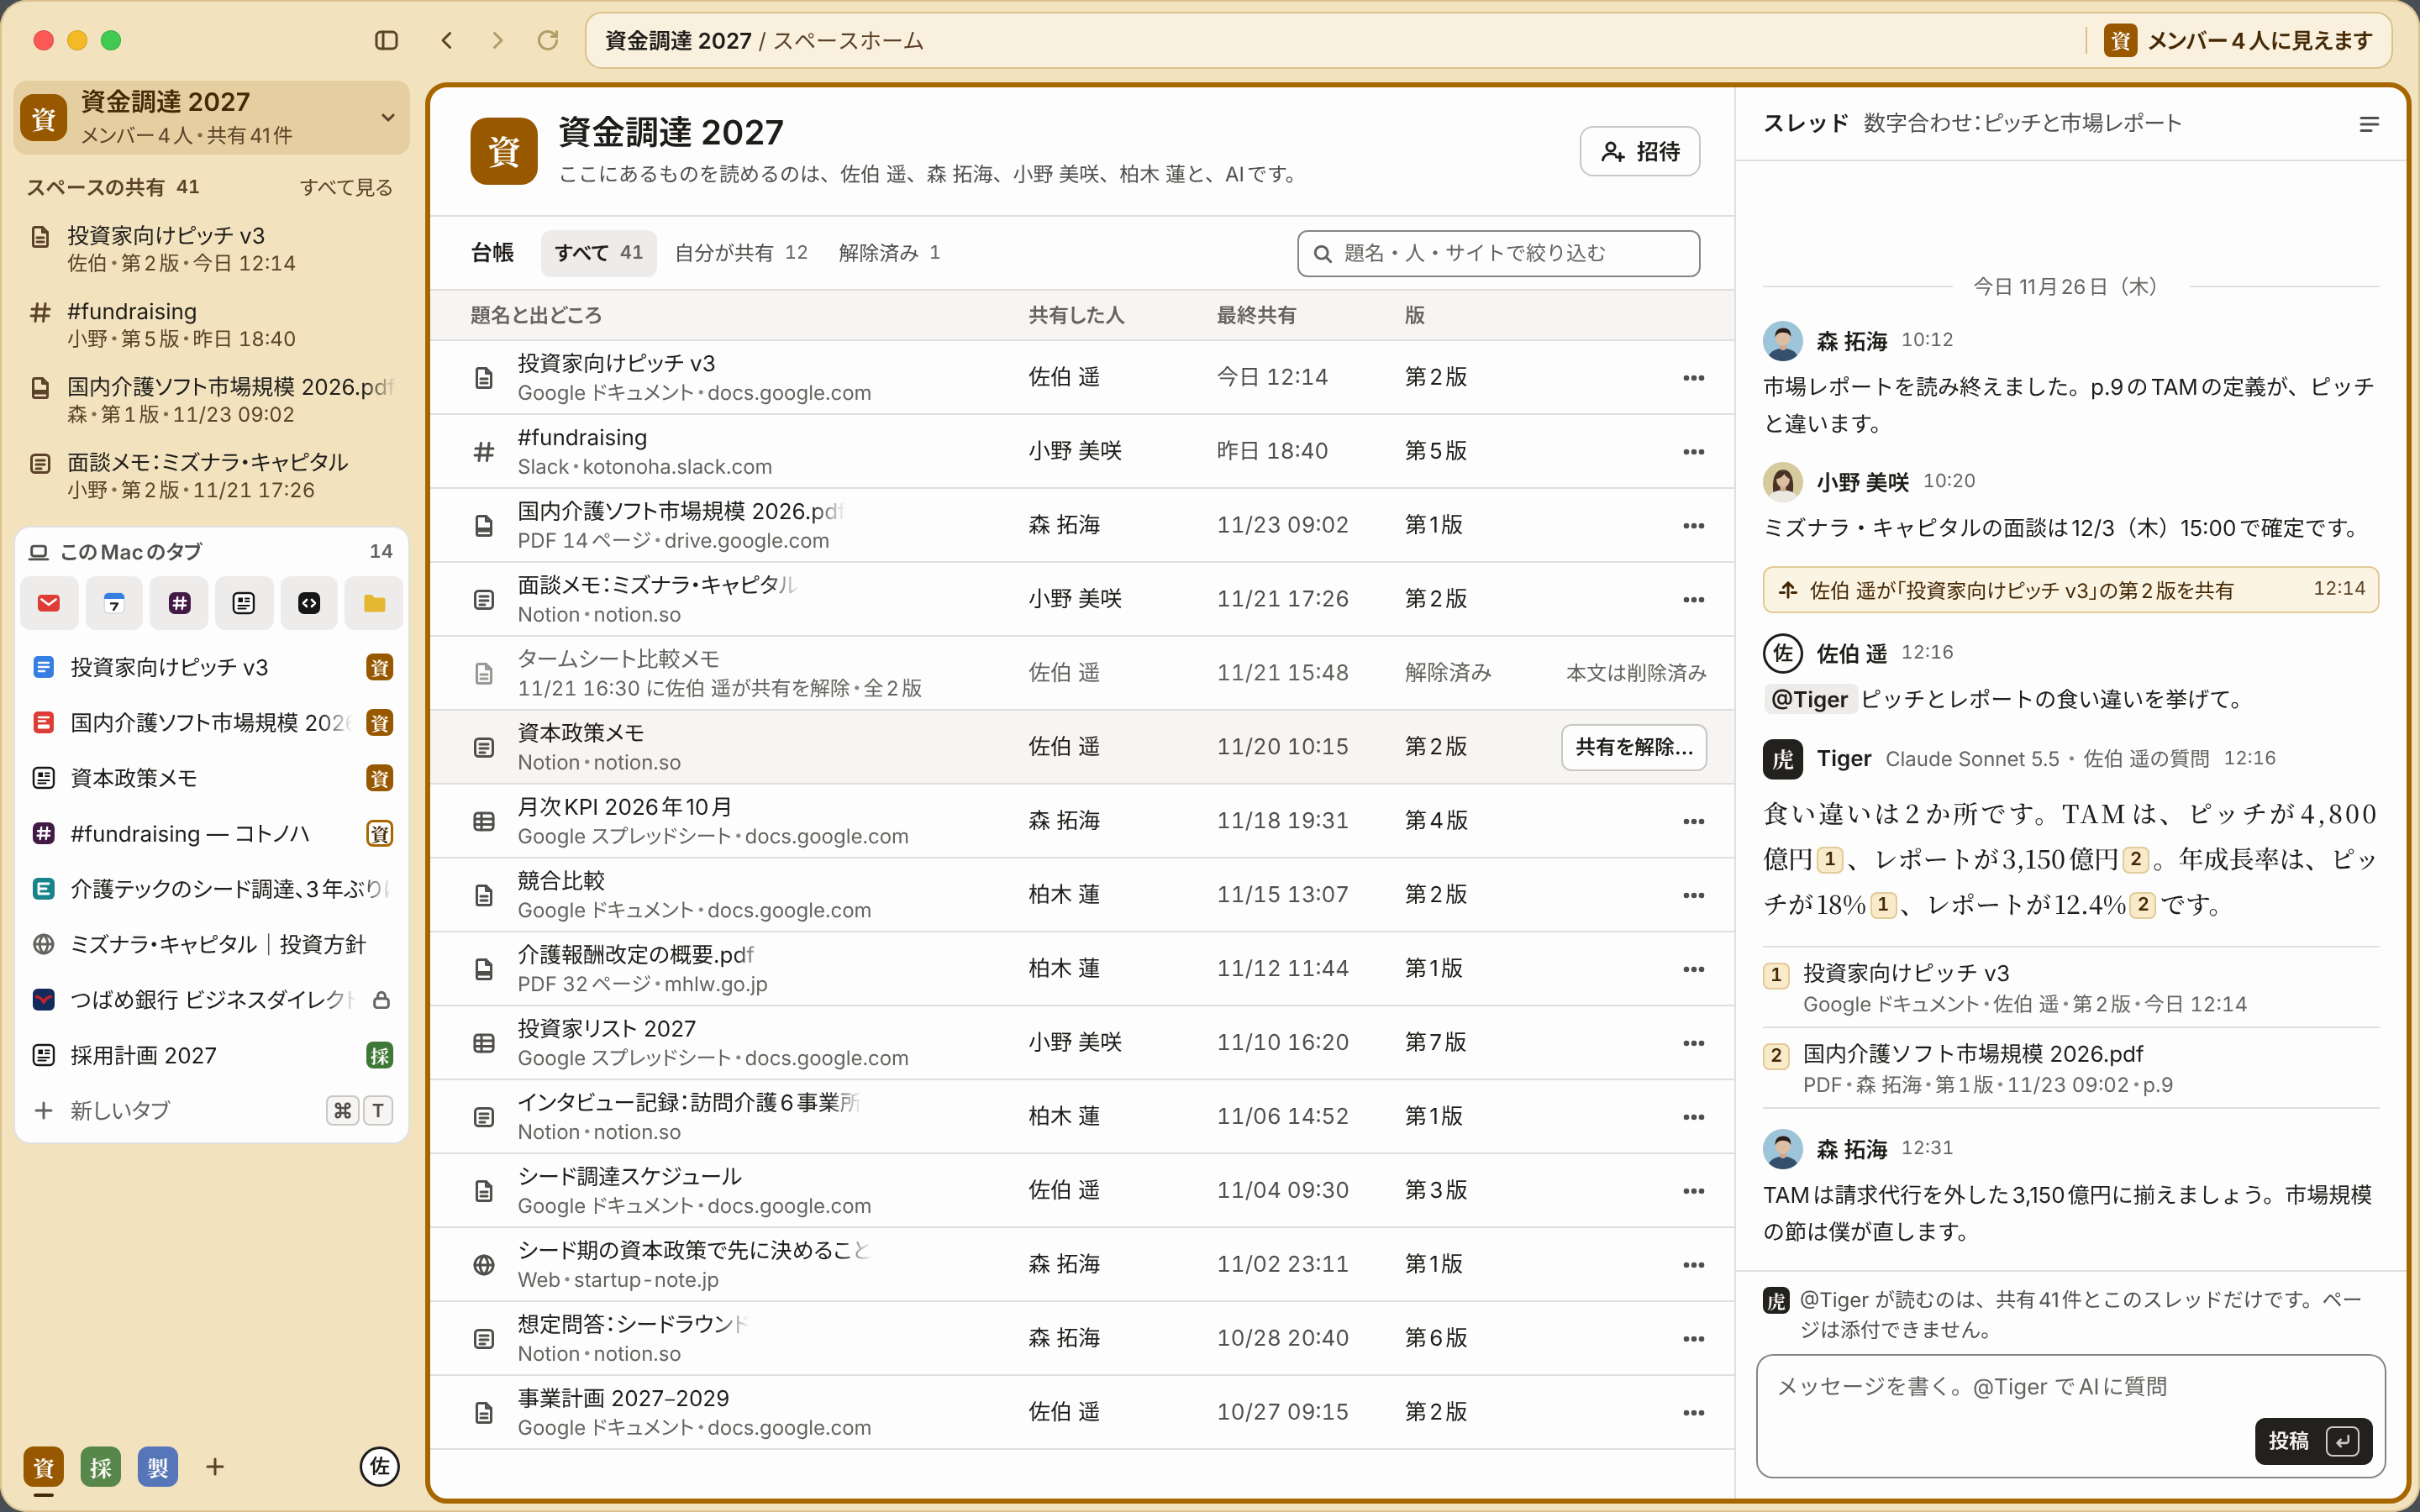 資金調達 2027 / スペースホーム
資 メンバー4人に見えます
資 資金調達 2027
メンバー4人・共有41件
スペースの共有 41 すべて見る
投資家向けピッチ v3
佐伯・第2版・今日 12:14
#fundraising
小野・第5版・昨日 18:40
国内介護ソフト市場規模 2026.pdf
森・第1版・11/23 09:02
面談メモ：ミズナラ・キャピタル
小野・第2版・11/21 17:26
このMacのタブ 14
7
投資家向けピッチ v3 資
国内介護ソフト市場規模 202 資
資本政策メモ 資
#fundraising — コトノハ 資
介護テックのシード調達、3年ぶりに
ミズナラ・キャピタル｜投資方針
つばめ銀行 ビジネスダイレクト
採用計画 2027 採
新しいタブ ⌘ T
資 採 製 + 佐
資 資金調達 2027
ここにあるものを読めるのは、佐伯 遥、森 拓海、小野 美咲、柏木 蓮と、AIです。
招待
台帳 すべて 41 自分が共有 12 解除済み 1
題名・人・サイトで絞り込む
題名と出どころ 共有した人 最終共有 版
投資家向けピッチ v3
Google ドキュメント・docs.google.com
佐伯 遥 今日 12:14 第2版
#fundraising
Slack・kotonoha.slack.com
小野 美咲 昨日 18:40 第5版
国内介護ソフト市場規模 2026.pdf
PDF 14ページ・drive.google.com
森 拓海 11/23 09:02 第1版
面談メモ：ミズナラ・キャピタル
Notion・notion.so
小野 美咲 11/21 17:26 第2版
タームシート比較メモ
11/21 16:30 に佐伯 遥が共有を解除・全2版
佐伯 遥 11/21 15:48 解除済み 本文は削除済み
資本政策メモ
Notion・notion.so
佐伯 遥 11/20 10:15 第2版 共有を解除…
月次KPI 2026年10月
Google スプレッドシート・docs.google.com
森 拓海 11/18 19:31 第4版
競合比較
Google ドキュメント・docs.google.com
柏木 蓮 11/15 13:07 第2版
介護報酬改定の概要.pdf
PDF 32ページ・mhlw.go.jp
柏木 蓮 11/12 11:44 第1版
投資家リスト 2027
Google スプレッドシート・docs.google.com
小野 美咲 11/10 16:20 第7版
インタビュー記録：訪問介護6事業所
Notion・notion.so
柏木 蓮 11/06 14:52 第1版
シード調達スケジュール
Google ドキュメント・docs.google.com
佐伯 遥 11/04 09:30 第3版
シード期の資本政策で先に決めること
Web・startup-note.jp
森 拓海 11/02 23:11 第1版
想定問答：シードラウンド
Notion・notion.so
森 拓海 10/28 20:40 第6版
事業計画 2027–2029
Google ドキュメント・docs.google.com
佐伯 遥 10/27 09:15 第2版
スレッド 数字合わせ：ピッチと市場レポート
今日 11月26日（木）
森 拓海 10:12
市場レポートを読み終えました。p.9のTAMの定義が、ピッチ
と違います。
小野 美咲 10:20
ミズナラ・キャピタルの面談は12/3（木）15:00で確定です。
佐伯 遥が「投資家向けピッチ v3」の第2版を共有 12:14
佐 佐伯 遥 12:16
@Tiger ピッチとレポートの食い違いを挙げて。
虎 Tiger Claude Sonnet 5.5・佐伯 遥の質問 12:16
食い違いは2か所です。TAMは、ピッチが4,800
億円 1 、レポートが3,150億円 2 。年成長率は、ピッ
チが18% 1 、レポートが12.4% 2 です。
1 投資家向けピッチ v3
Google ドキュメント・佐伯 遥・第2版・今日 12:14
2 国内介護ソフト市場規模 2026.pdf
PDF・森 拓海・第1版・11/23 09:02・p.9
森 拓海 12:31
TAMは請求代行を外した3,150億円に揃えましょう。市場規模
の節は僕が直します。
虎 @Tiger が読むのは、共有41件とこのスレッドだけです。ペー
ジは添付できません。
メッセージを書く。@Tiger でAIに質問
投稿